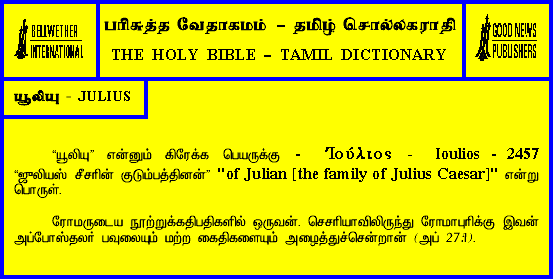 BELLWETHER
INTERNATIONAL
பரிசுத்த வேதாகமம் – தமிழ் சொல்லகராதி
THE HOLY BIBLE – TAMIL DICTIONARY
GOOD NEWS
PUBLISHERS
யூலியு - JULIUS
“யூலியு” என்னும் கிரேக்க பெயருக்கு - Ἰούλιος - Ioulios - 2457
“ஜுலியஸ் சீசரின் குடும்பத்தினன்” "of Julian [the family of Julius Caesar]" என்று
பொருள்.
ரோமருடைய நூற்றுக்கதிபதிகளில் ஒருவன். செசரியாவிலிருந்து ரோமாபுரிக்கு இவன்
அப்போஸ்தலர் பவுலையும் மற்ற கைதிகளையும் அழைத்துச்சென்றான் (அப் 27:1).